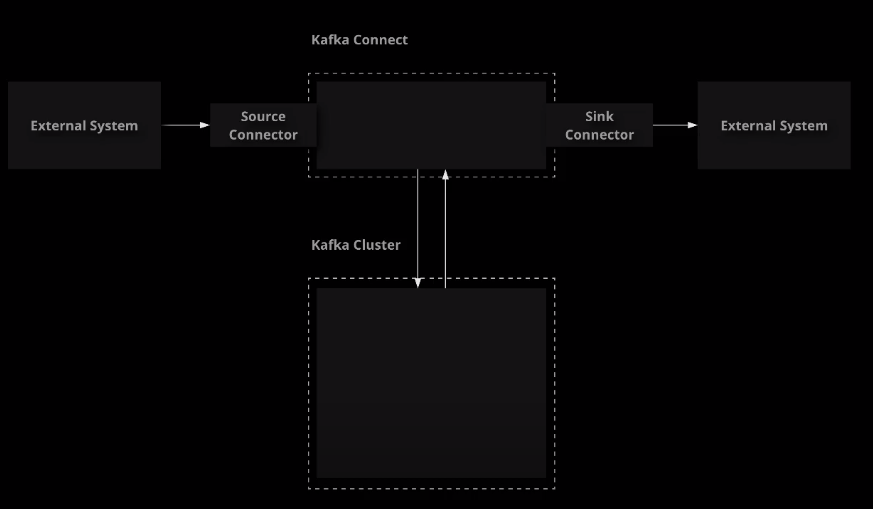 Kafka Connect
External System
Source
Connector
Sink
Connector
External System
Kafka Cluster